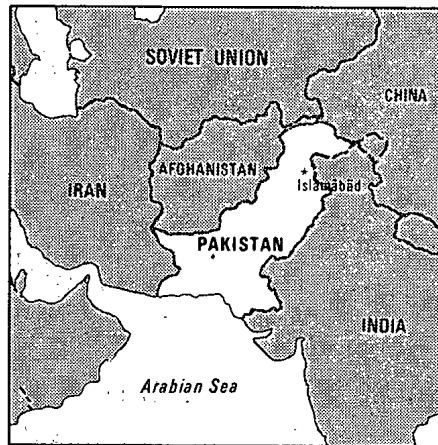 SOVIET UNION
CHINA
AFGHANISTAN
Islāmābād
IRAN
PAKISTAN
INDIA
Arabian Sea